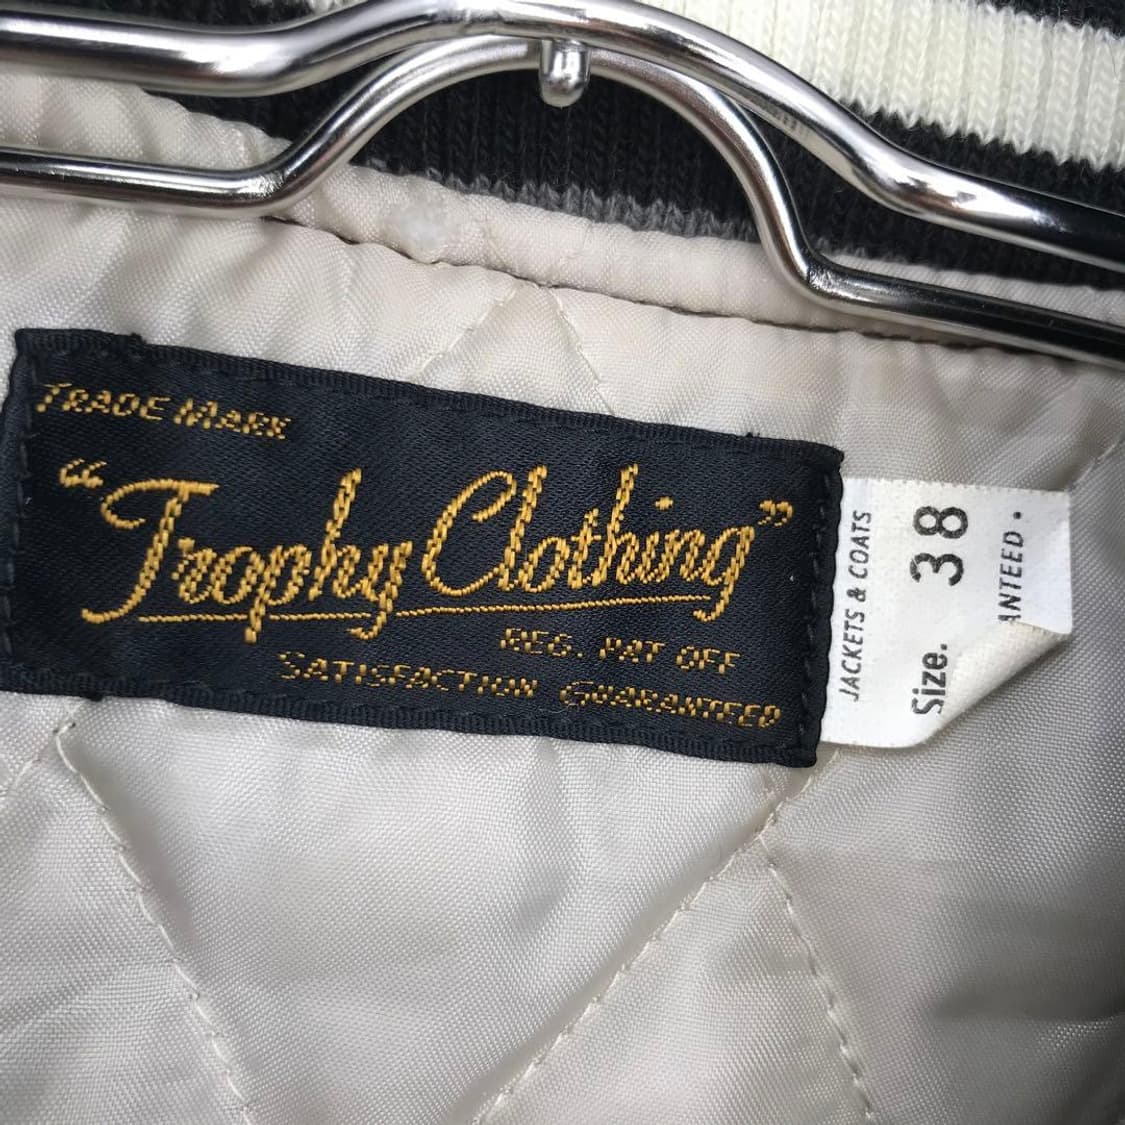 TRADE MARK
"Trophy Clothing"
REG. PAT OFF
SATISFACTION GUARANTEED
JACKETS & COATS
Size. 38
ANTEED •